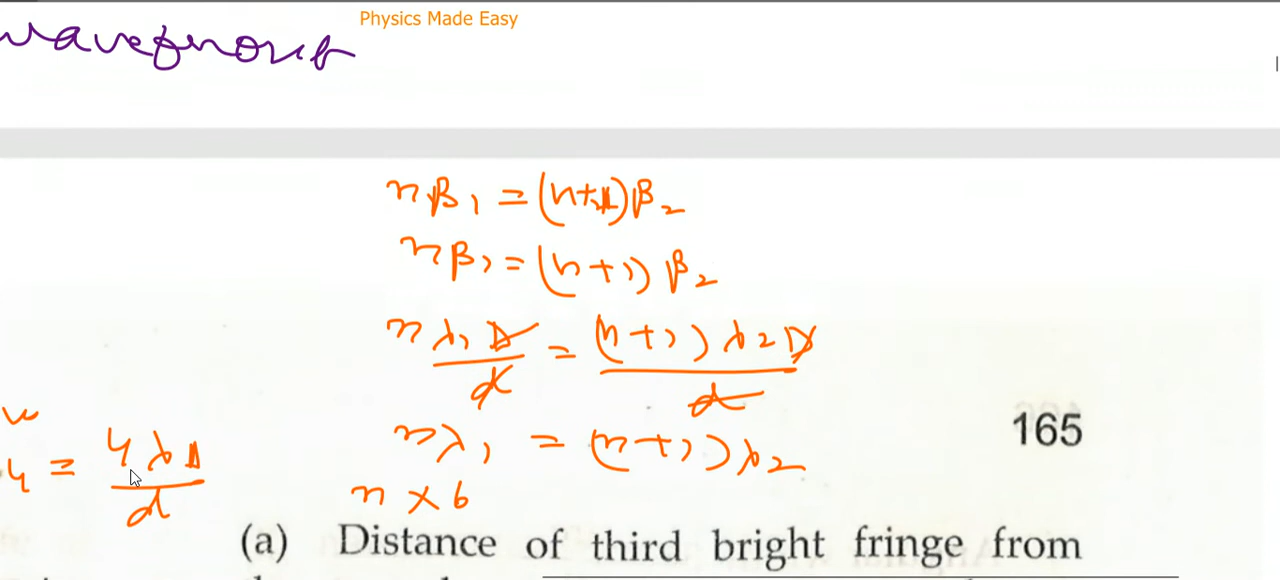 Physics Made Easy
wavefront
nβ₁ = (n+1)β₂
nβ₁ = (n+1) β₂
nλ₁D/d = (n+1)λ₂D/d
165
nλ₁ = (n+1)λ₂
4 = 4λD/d
n × 6
(a) Distance of third bright fringe from